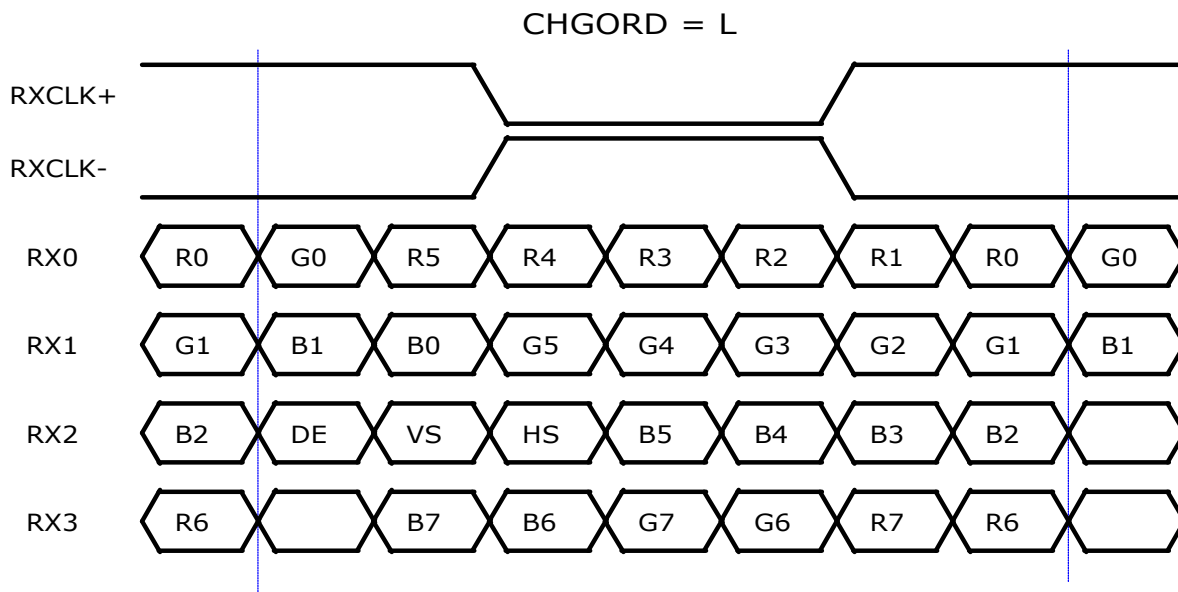 CHGORD = L
RXCLK+
RXCLK-
RX0 R0 G0 R5 R4 R3 R2 R1 R0 G0
RX1 G1 B1 B0 G5 G4 G3 G2 G1 B1
RX2 B2 DE VS HS B5 B4 B3 B2
RX3 R6 B7 B6 G7 G6 R7 R6